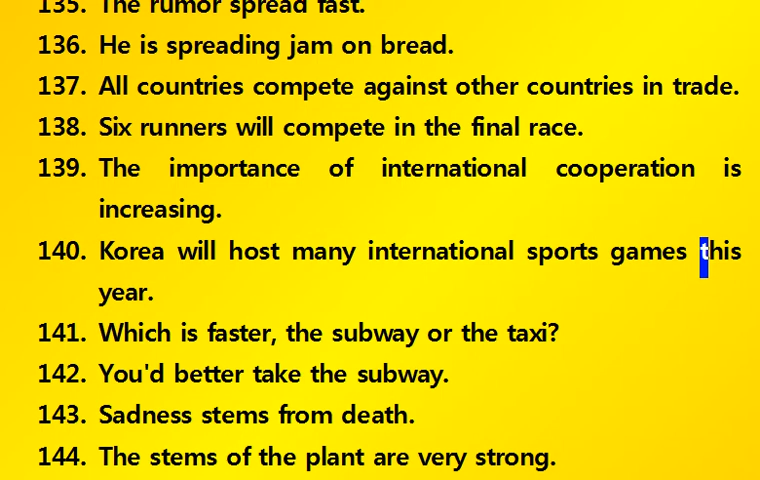 135. The rumor spread fast.
136. He is spreading jam on bread.
137. All countries compete against other countries in trade.
138. Six runners will compete in the final race.
139. The importance of international cooperation is
increasing.
140. Korea will host many international sports games this
year.
141. Which is faster, the subway or the taxi?
142. You'd better take the subway.
143. Sadness stems from death.
144. The stems of the plant are very strong.